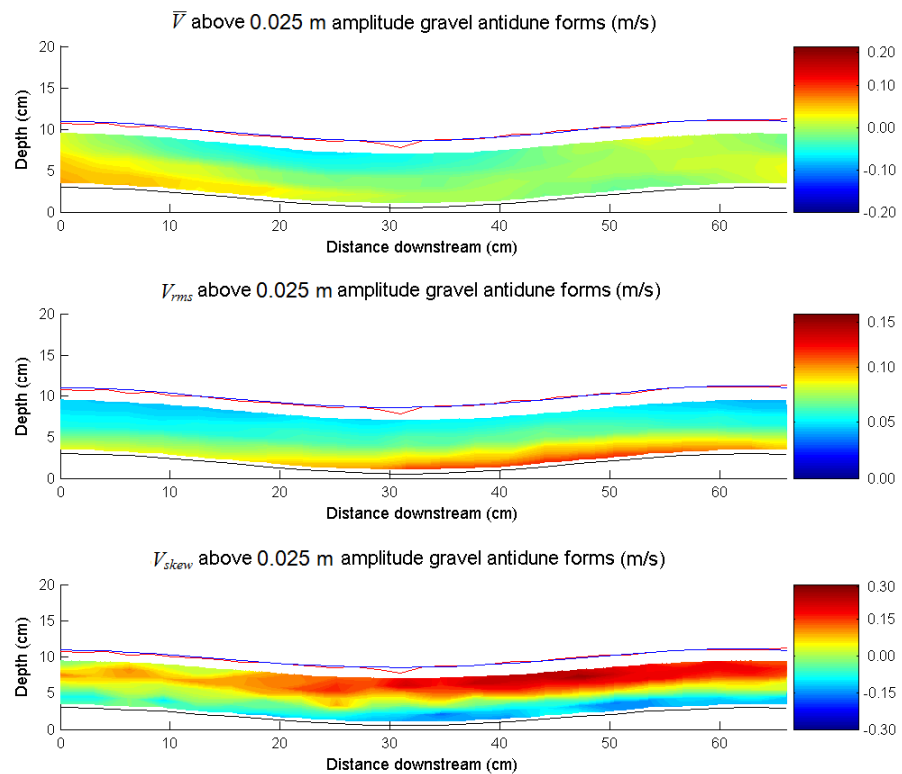 V̅ above 0.025 m amplitude gravel antidune forms (m/s)
20
15
10
5
0
Depth (cm)
0 10 20 30 40 50 60
Distance downstream (cm)
0.20
0.10
0.00
-0.10
-0.20
Vrms above 0.025 m amplitude gravel antidune forms (m/s)
20
15
10
5
0
Depth (cm)
0 10 20 30 40 50 60
Distance downstream (cm)
0.15
0.10
0.05
0.00
Vskew above 0.025 m amplitude gravel antidune forms (m/s)
20
15
10
5
0
Depth (cm)
0 10 20 30 40 50 60
Distance downstream (cm)
0.30
0.15
0.00
-0.15
-0.30